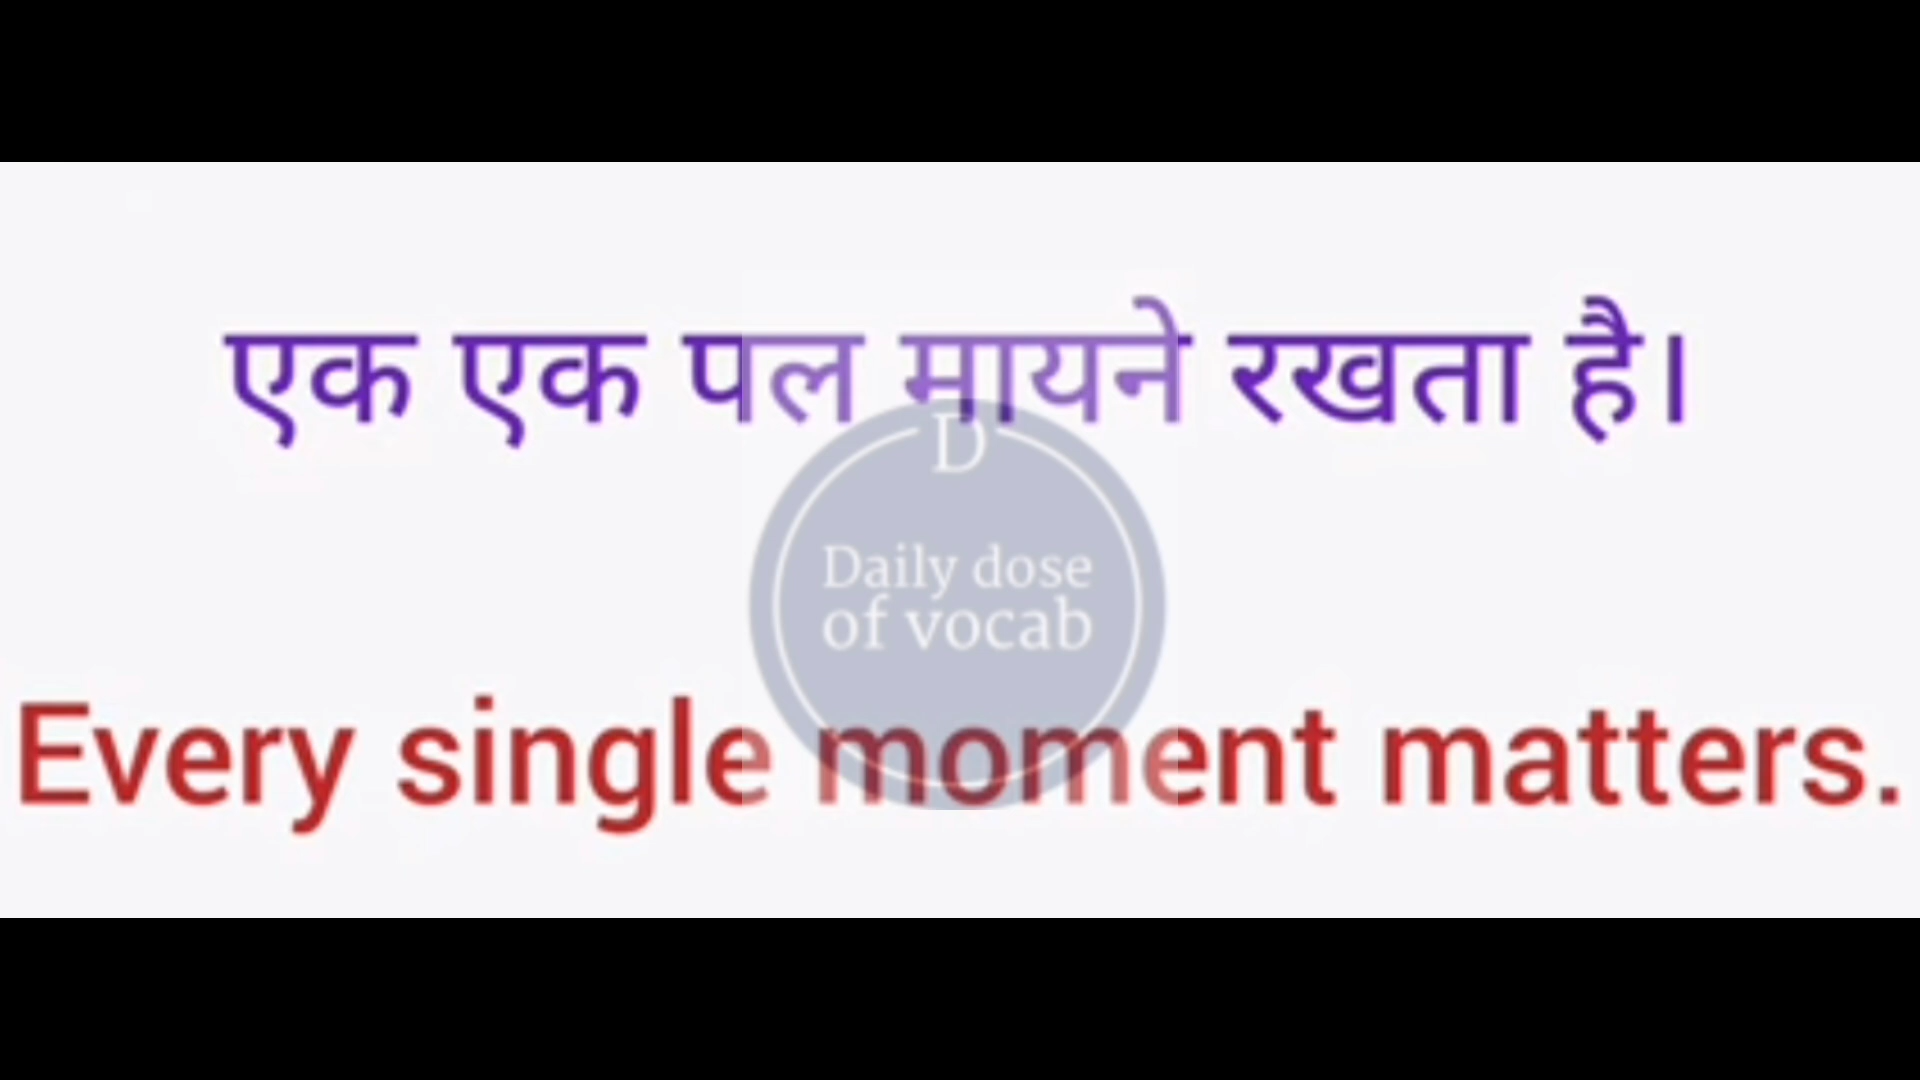 एक एक पल मायने रखता है।
D
Daily dose
of vocab
Every single moment matters.